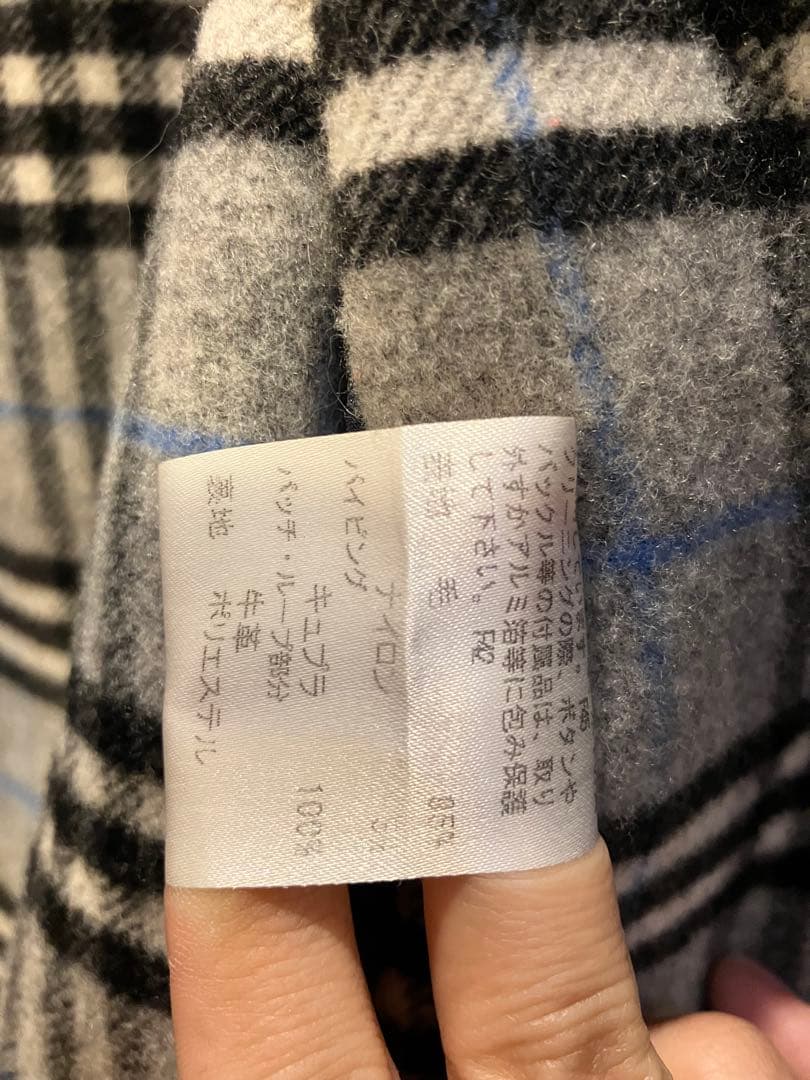 クリーニングの際、ボタンや
バックル等の付属品は、取り
外すかアルミ箔等に包み保護
して下さい。 F42
表地 毛 85%
ナイロン
パイピング
キュプラ 100%
パッチ・ループ部分
牛革
裏地 ポリエステル